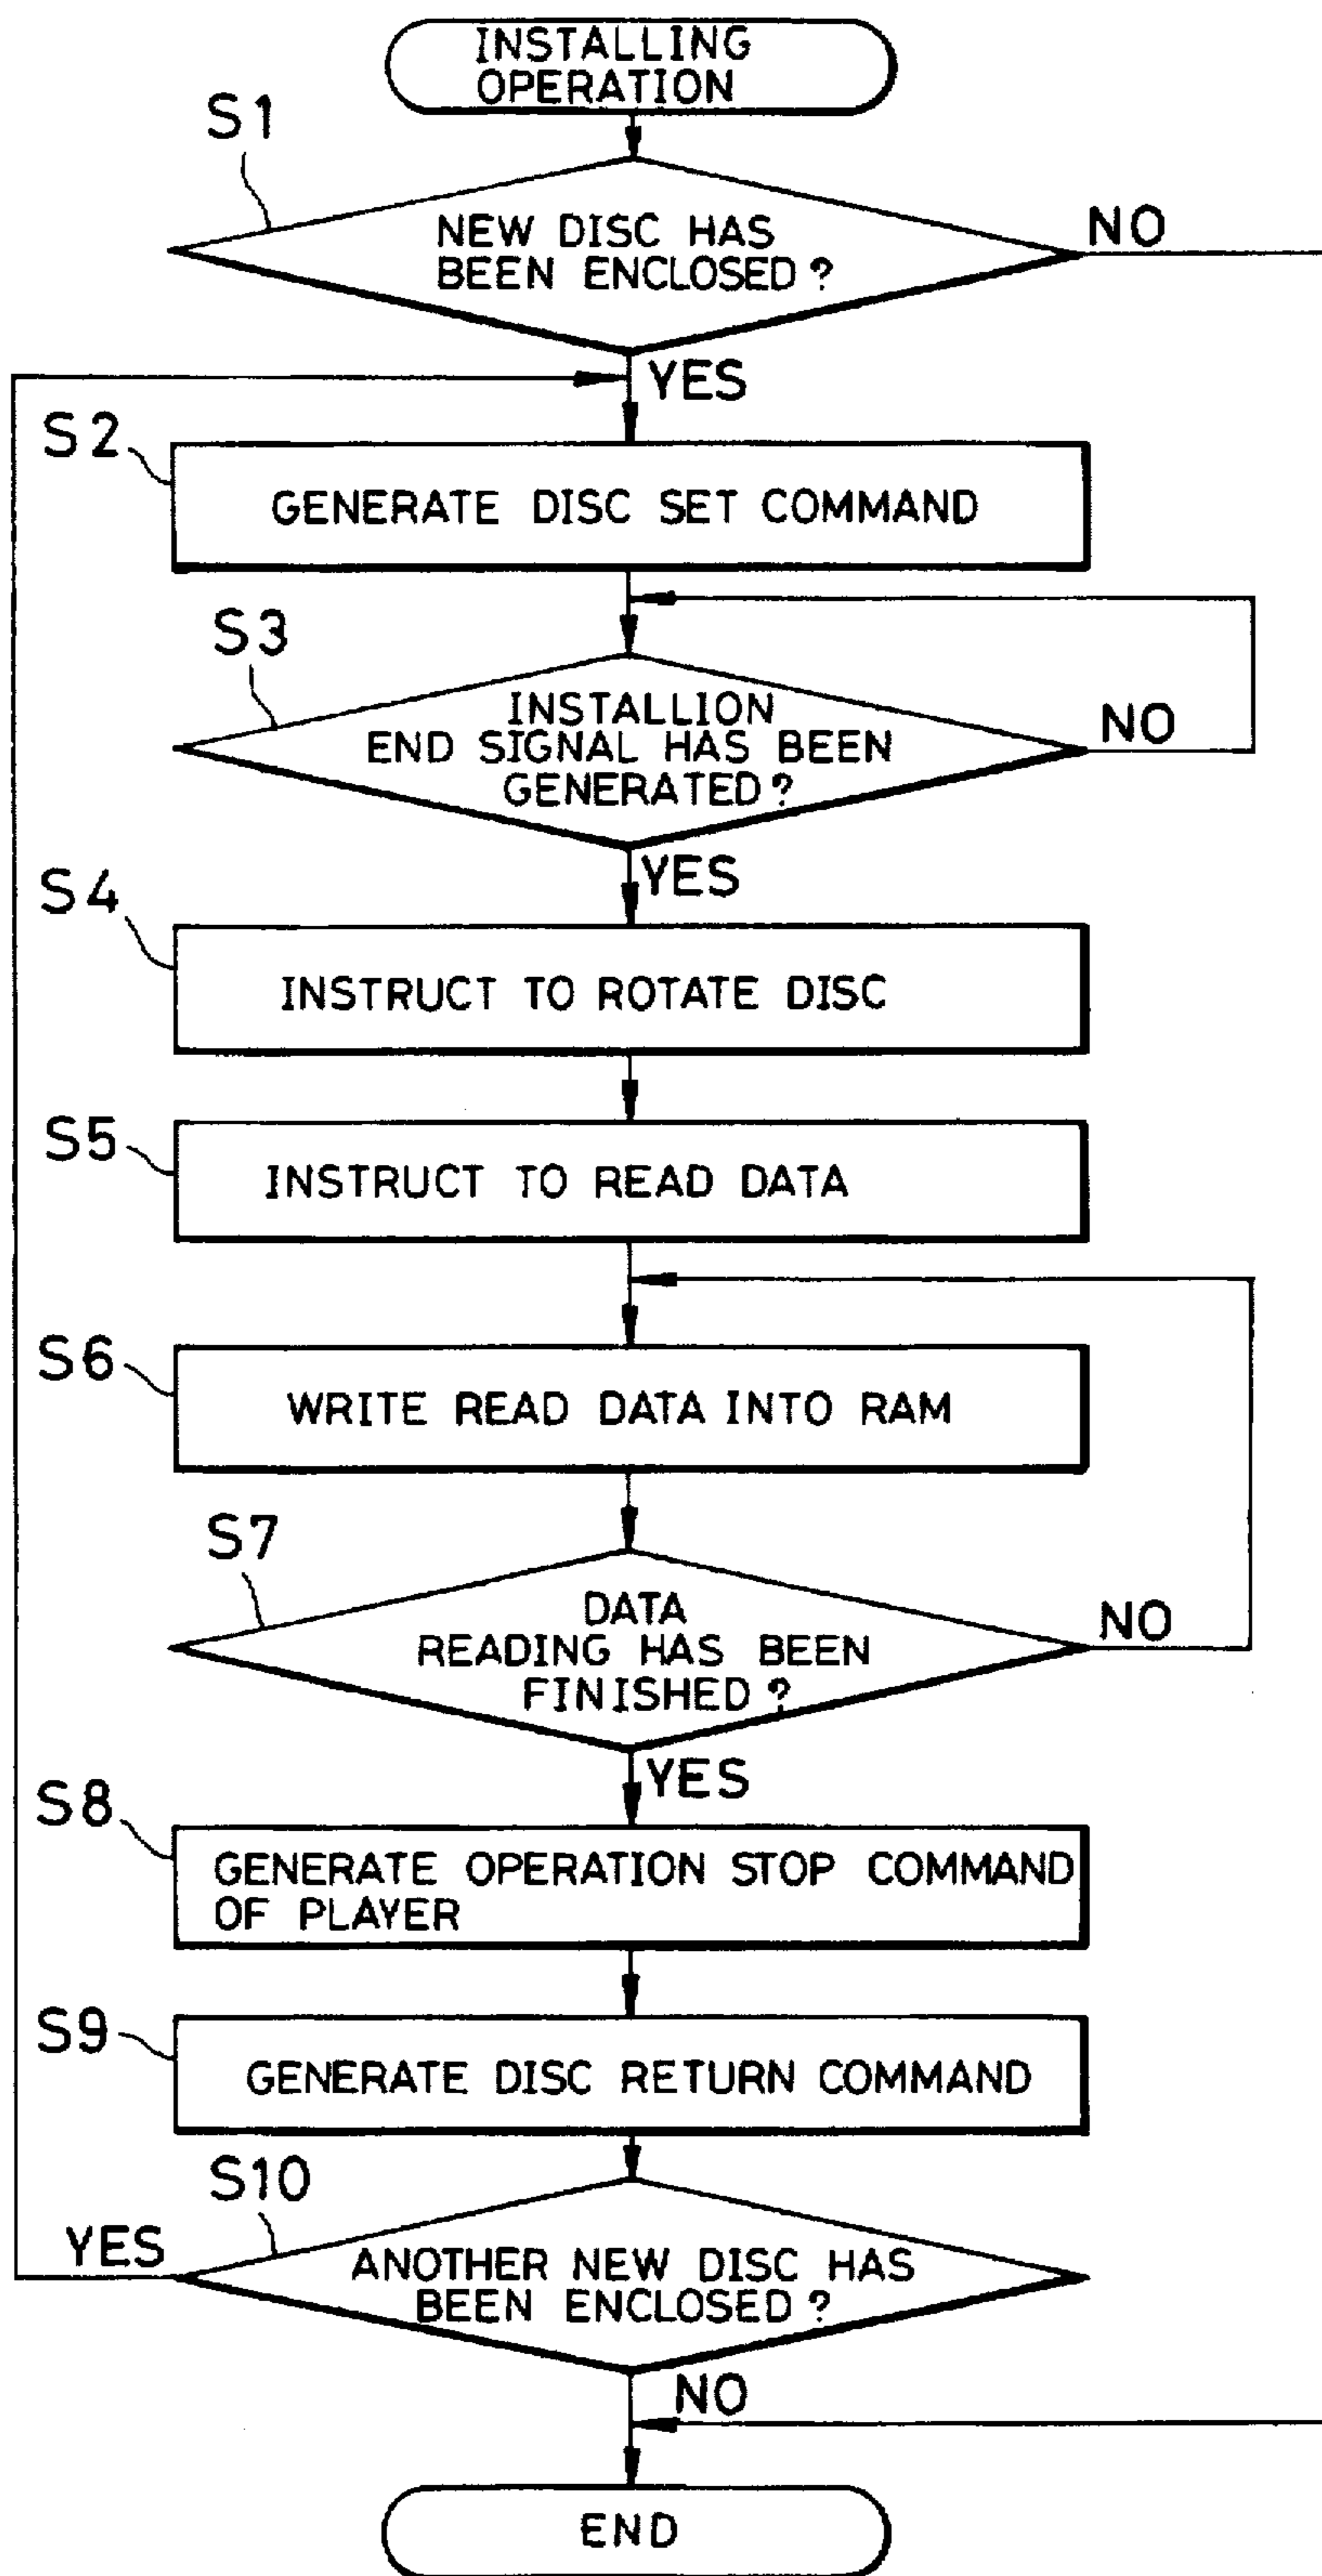 INSTALLING
OPERATION
S1
NEW DISC HAS
BEEN ENCLOSED?
NO
YES
S2
GENERATE DISC SET COMMAND
S3
INSTALLION
END SIGNAL HAS BEEN
GENERATED?
NO
YES
S4
INSTRUCT TO ROTATE DISC
S5
INSTRUCT TO READ DATA
S6
WRITE READ DATA INTO RAM
S7
DATA
READING HAS BEEN
FINISHED?
NO
YES
S8
GENERATE OPERATION STOP COMMAND
OF PLAYER
S9
GENERATE DISC RETURN COMMAND
S10
YES
ANOTHER NEW DISC HAS
BEEN ENCLOSED?
NO
END